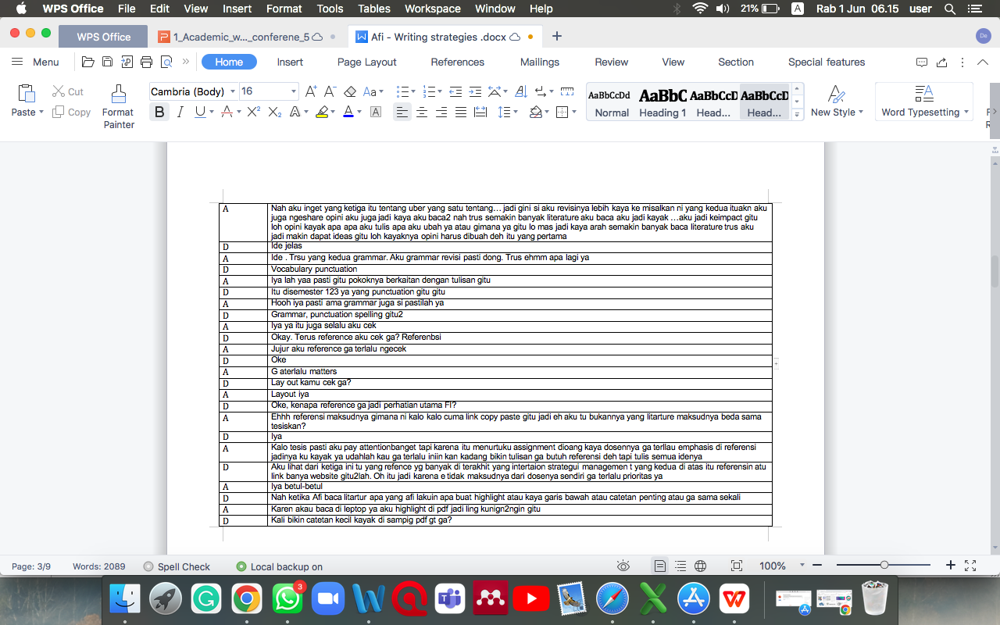 WPS Office File Edit View Insert Format Tools Tables Workspace Window Help 21% A Rab 1 Jun 06.15 user
WPS Office 1_Academic_w..._conferene_5 Afi - Writing strategies .docx De
Menu Home Insert Page Layout References Mailings Review View Section Special features
Cambria (Body) 16 Aa AaBbCcDd AaBbC AaBbCcD AaBbCcD
Paste Cut Copy Format Painter Normal Heading 1 Head... Head... New Style Word Typesetting
A Nah aku inget yang ketiga itu tentang uber yang satu tentang… jadi gini si aku revisinya lebih kaya ke misalkan ni yang kedua ituakn aku
juga ngeshare opini aku juga jadi kaya aku baca2 nah trus semakin banyak literature aku baca aku jadi kayak …aku jadi keimpact gitu
loh opini kayak apa apa aku tulis apa aku ubah ya atau gimana ya gitu lo mas jadi kaya arah semakin banyak baca literature trus aku
jadi makin dapat ideas gitu loh kayaknya opini harus dibuah deh itu yang pertama
D Ide jelas
A Ide . Trsu yang kedua grammar. Aku grammar revisi pasti dong. Trus ehmm apa lagi ya
D Vocabulary punctuation
A Iya lah yaa pasti gitu pokoknya berkaitan dengan tulisan gitu
D Itu disemester 123 ya yang punctuation gitu gitu
A Hooh iya pasti ama grammar juga si pastilah ya
D Grammar, punctuation spelling gitu2
A Iya ya itu juga selalu aku cek
D Okay. Terus reference aku cek ga? Referenbsi
A Jujur aku reference ga terlalu ngecek
D Oke
A G aterlalu matters
D Lay out kamu cek ga?
A Layout iya
D Oke, kenapa reference ga jadi perhatian utama FI?
A Ehhh referensi maksudnya gimana ni kalo kalo cuma link copy paste gitu jadi eh aku tu bukannya yang litarture maksudnya beda sama
tesiskan?
D Iya
A Kalo tesis pasti aku pay attentionbanget tapi karena itu menurtuku assignment dioang kaya dosennya ga terllau emphasis di referensi
jadinya ku kayak ya udahlah kau ga terlalu iniin kan kadang bikin tulisan ga butuh referensi deh tapi tulis semua idenya
D Aku lihat dari ketiga ini tu yang refence yg banyak di terakhit yang intertaion strategui managemen t yang kedua di atas itu referensin atu
link banya website gitu2lah. Oh itu jadi karena e tidak maksudnya dari dosenya sendiri ga terlalu prioritas ya
A Iya betul-betul
D Nah ketika Afi baca litartur apa yang afi lakuin apa buat highlight atau kaya garis bawah atau catetan penting atau ga sama sekali
A Karen akau baca di leptop ya aku highlight di pdf jadi ling kunign2ngin gitu
D Kali bikin catetan kecil kayak di sampig pdf gt ga?
Page: 3/9 Words: 2089 Spell Check Local backup on 100%
3